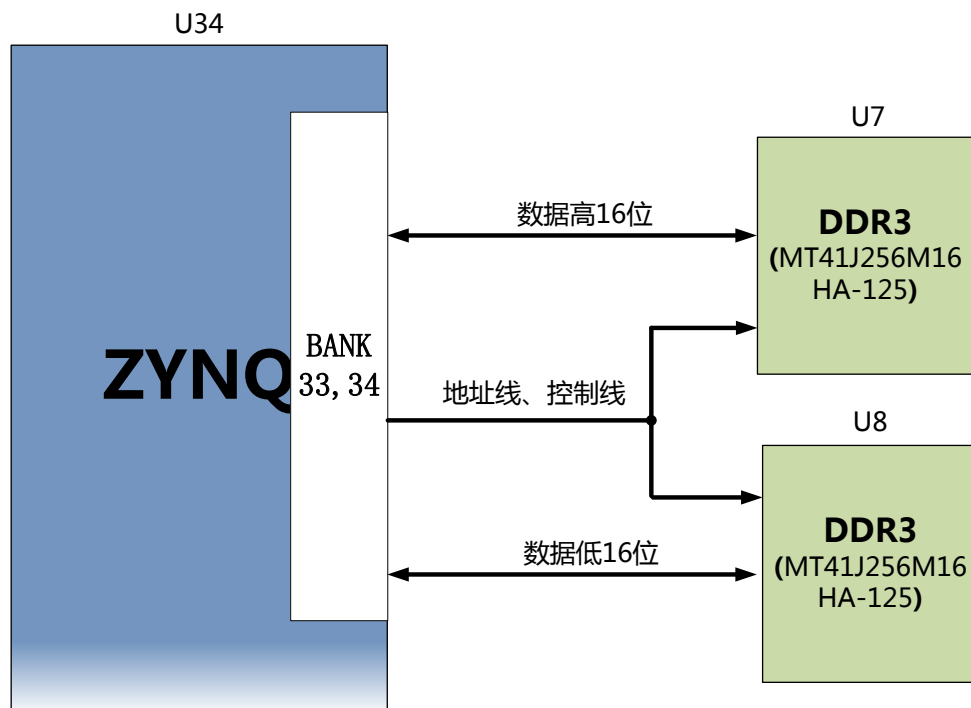 U34
ZYNQ
BANK
33, 34
数据高16位
地址线、控制线
数据低16位
U7
DDR3
(MT41J256M16
HA-125)
U8
DDR3
(MT41J256M16
HA-125)